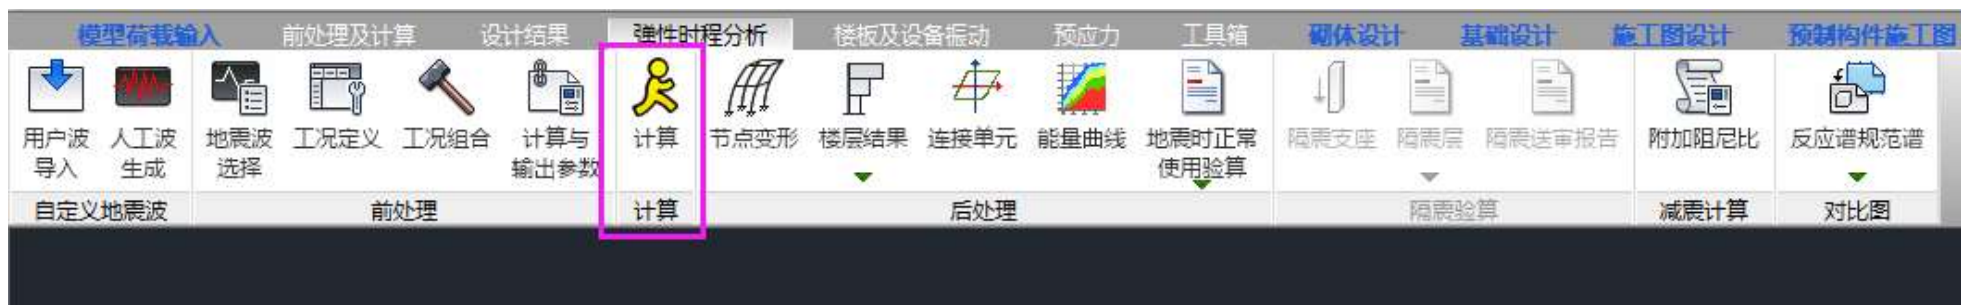 模型荷载输入 前处理及计算 设计结果 弹性时程分析 楼板及设备振动 预应力 工具箱 砌体设计 基础设计 施工图设计 预制构件施工图
用户波 人工波 地震波 工况定义 工况组合 计算与 计算 节点变形 楼层结果 连接单元 能量曲线 地震时正常 隔震支座 隔震层 隔震送审报告 附加阻尼比 反应谱规范谱
导入 生成 选择 输出参数 使用验算
自定义地震波 前处理 计算 后处理 隔震验算 减震计算 对比图